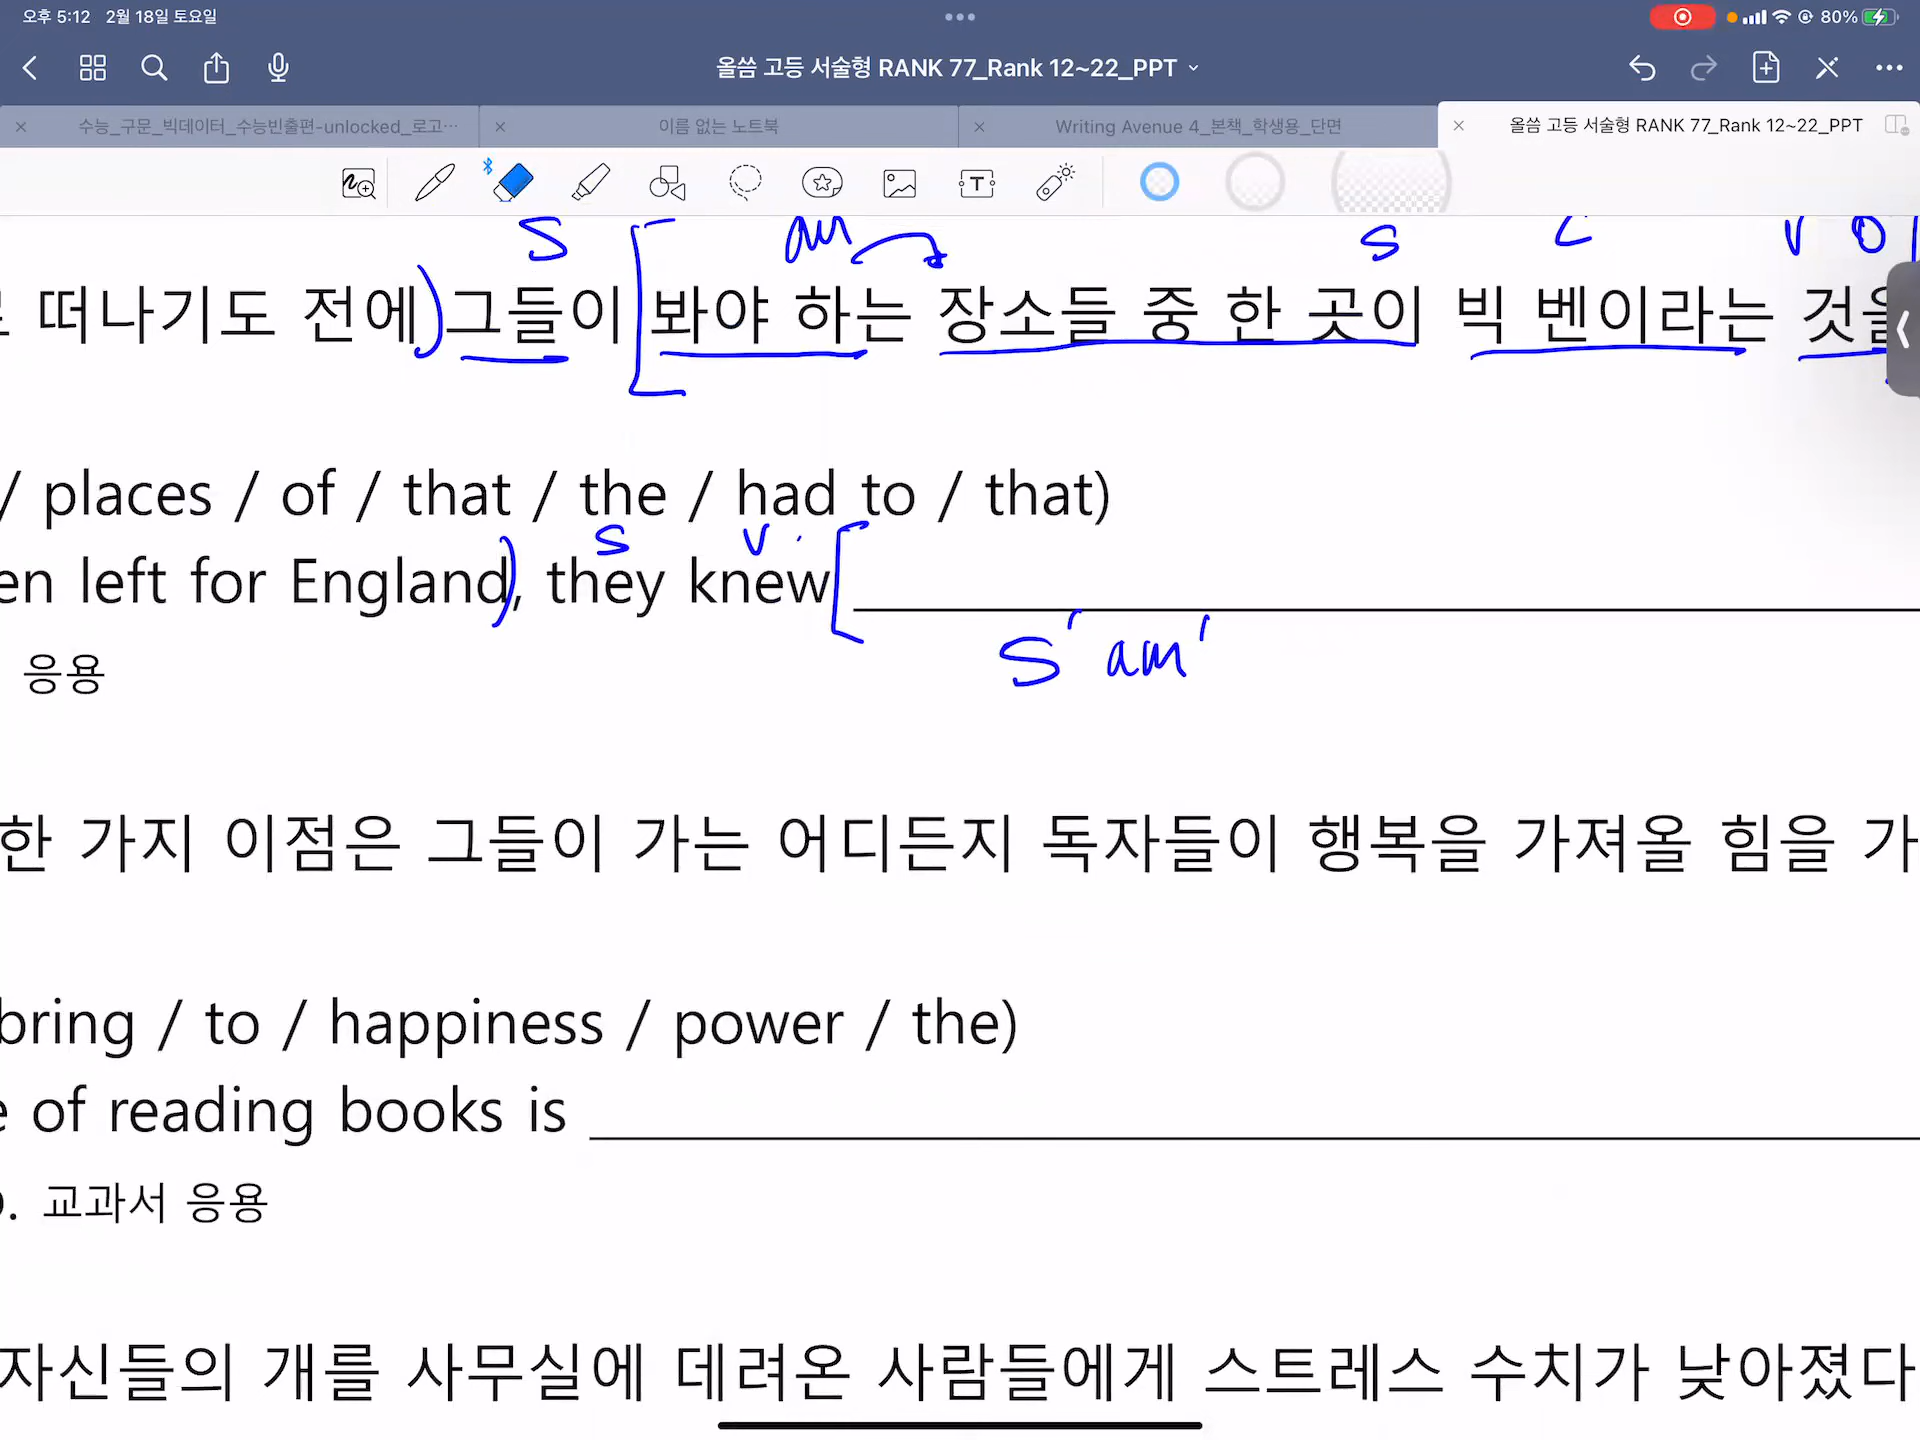 오후 5:12 2월 18일 토요일
80%
올씀 고등 서술형 RANK 77_Rank 12~22_PPT
수능_구문_빅데이터_수능빈출편-unlocked_로고…
이름 없는 노트북
Writing Avenue 4_본책_학생용_단면
올씀 고등 서술형 RANK 77_Rank 12~22_PPT
S am s c v o
떠나기도 전에) 그들이 [봐야 하는 장소들 중 한 곳이 빅 벤이라는 것을
/ places / of / that / the / had to / that)
s v
en left for England), they knew [
s' am'
응용
한 가지 이점은 그들이 가는 어디든지 독자들이 행복을 가져올 힘을 가
bring / to / happiness / power / the)
e of reading books is
. 교과서 응용
자신들의 개를 사무실에 데려온 사람들에게 스트레스 수치가 낮아졌다